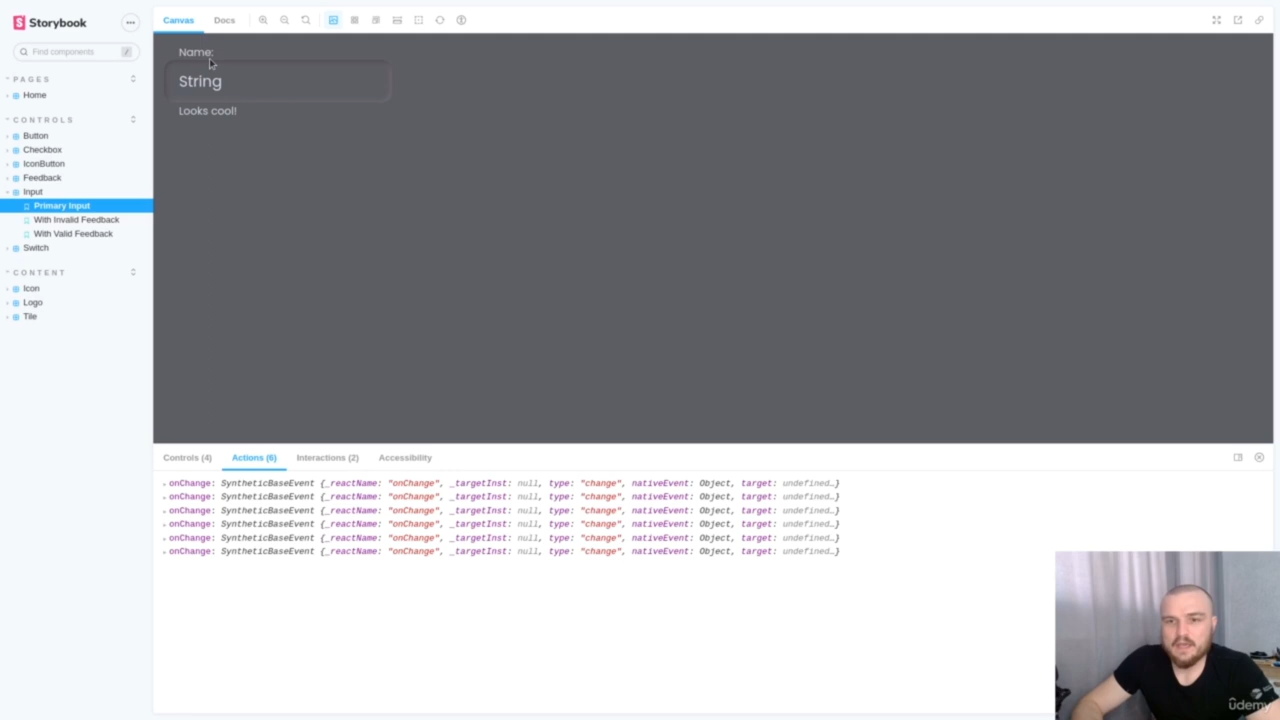 Storybook
Canvas
Docs
Find components
/
PAGES
Home
CONTROLS
Button
Checkbox
IconButton
Feedback
Input
Primary Input
With Invalid Feedback
With Valid Feedback
Switch
CONTENT
Icon
Logo
Tile
Name:
String
Looks cool!
Controls (4)
Actions (6)
Interactions (2)
Accessibility
onChange: SyntheticBaseEvent {_reactName: "onChange", _targetInst: null, type: "change", nativeEvent: Object, target: undefined…}
onChange: SyntheticBaseEvent {_reactName: "onChange", _targetInst: null, type: "change", nativeEvent: Object, target: undefined…}
onChange: SyntheticBaseEvent {_reactName: "onChange", _targetInst: null, type: "change", nativeEvent: Object, target: undefined…}
onChange: SyntheticBaseEvent {_reactName: "onChange", _targetInst: null, type: "change", nativeEvent: Object, target: undefined…}
onChange: SyntheticBaseEvent {_reactName: "onChange", _targetInst: null, type: "change", nativeEvent: Object, target: undefined…}
onChange: SyntheticBaseEvent {_reactName: "onChange", _targetInst: null, type: "change", nativeEvent: Object, target: undefined…}
ûdemy